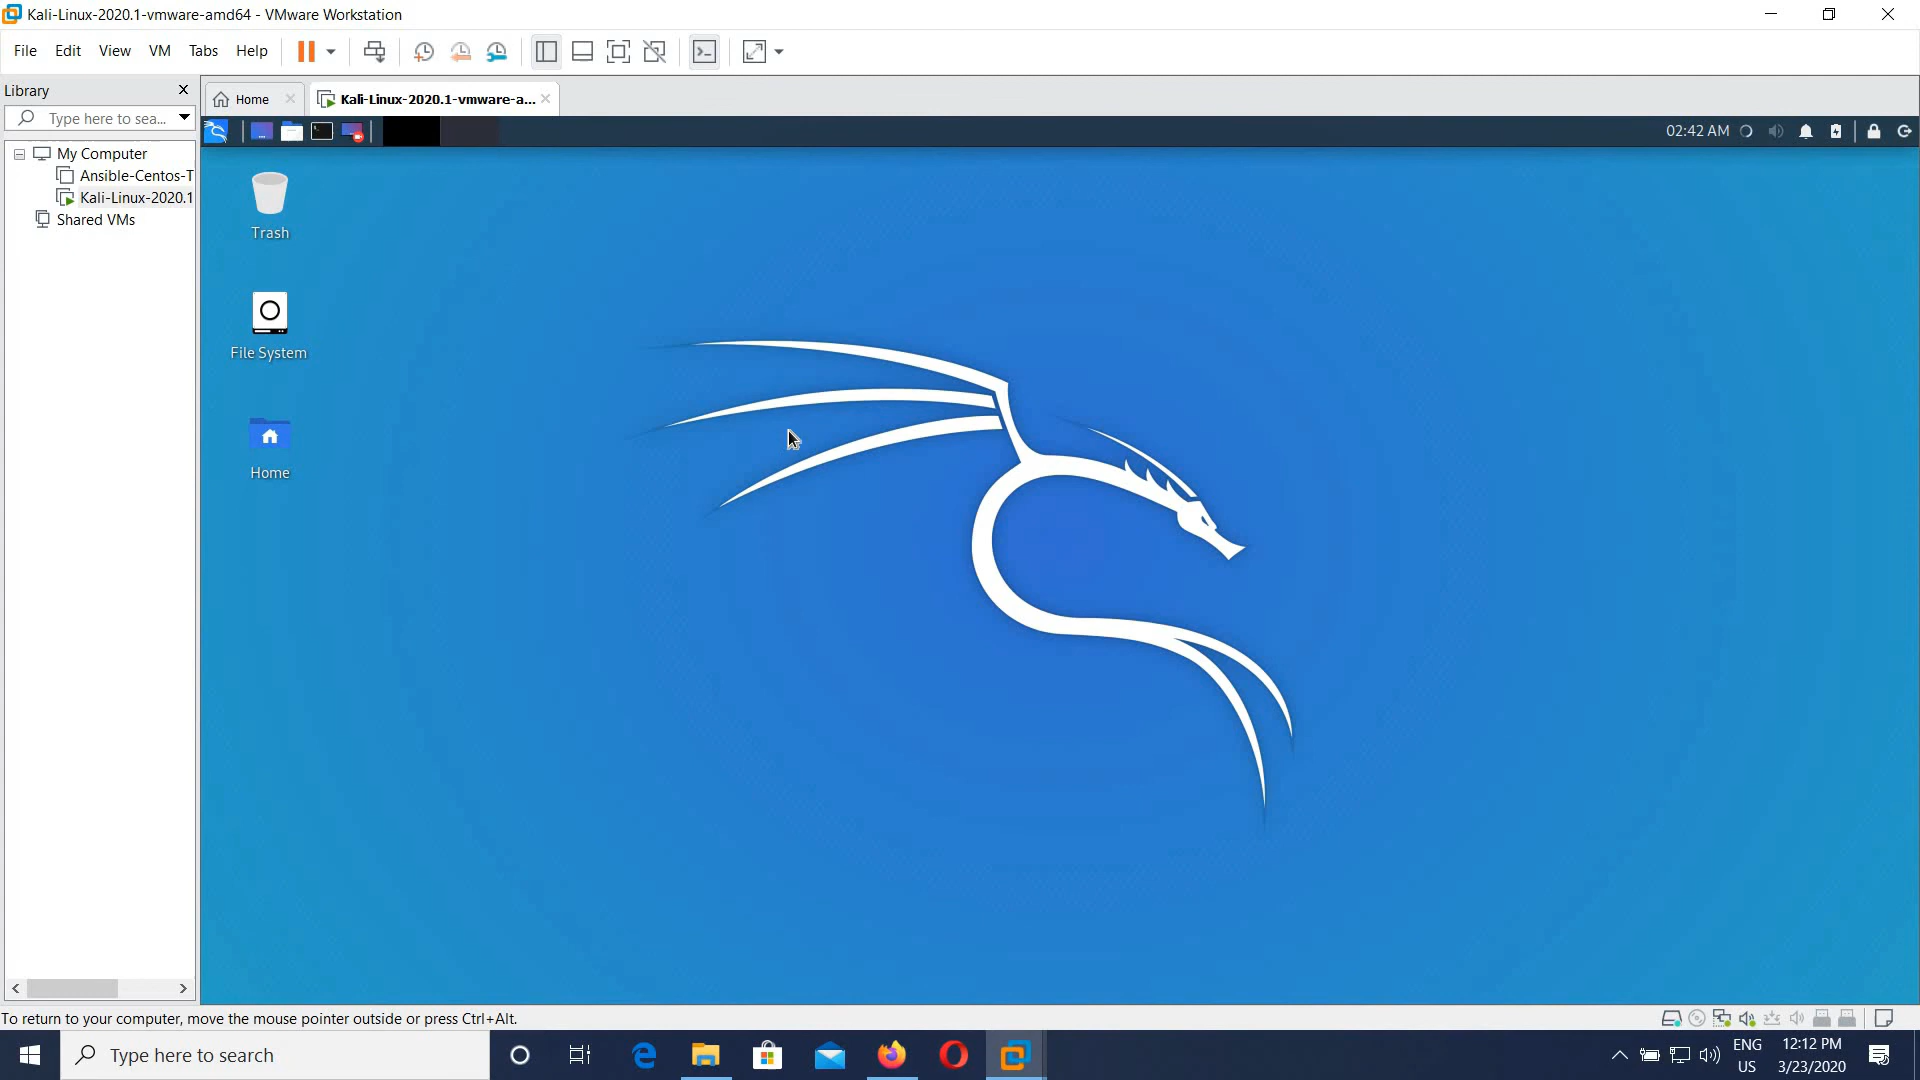 Kali-Linux-2020.1-vmware-amd64 - VMware Workstation
File Edit View VM Tabs Help
Library
Type here to sea...
Home
Kali-Linux-2020.1-vmware-a...
02:42 AM
My Computer
Ansible-Centos-T
Kali-Linux-2020.1
Shared VMs
Trash
File System
Home
To return to your computer, move the mouse pointer outside or press Ctrl+Alt.
Type here to search
ENG
US
12:12 PM
3/23/2020